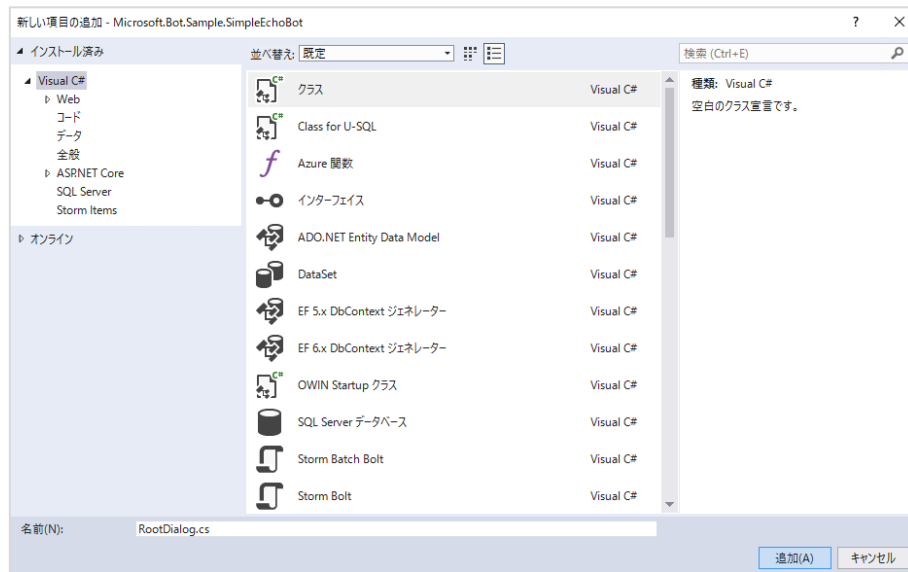 新しい項目の追加 - Microsoft.Bot.Sample.SimpleEchoBot
? ×
インストール済み
Visual C#
Web
コード
データ
全般
ASP.NET Core
SQL Server
Storm Items
オンライン
並べ替え: 既定
クラス Visual C#
Class for U-SQL Visual C#
Azure 関数 Visual C#
インターフェイス Visual C#
ADO.NET Entity Data Model Visual C#
DataSet Visual C#
EF 5.x DbContext ジェネレーター Visual C#
EF 6.x DbContext ジェネレーター Visual C#
OWIN Startup クラス Visual C#
SQL Server データベース Visual C#
Storm Batch Bolt Visual C#
Storm Bolt Visual C#
検索 (Ctrl+E)
種類: Visual C#
空白のクラス宣言です。
名前(N): RootDialog.cs
追加(A) キャンセル